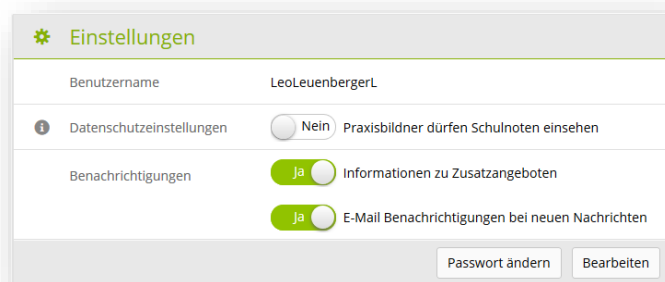 Einstellungen
Benutzername LeoLeuenbergerL
Datenschutzeinstellungen Nein Praxisbildner dürfen Schulnoten einsehen
Benachrichtigungen Ja Informationen zu Zusatzangeboten
Ja E-Mail Benachrichtigungen bei neuen Nachrichten
Passwort ändern Bearbeiten